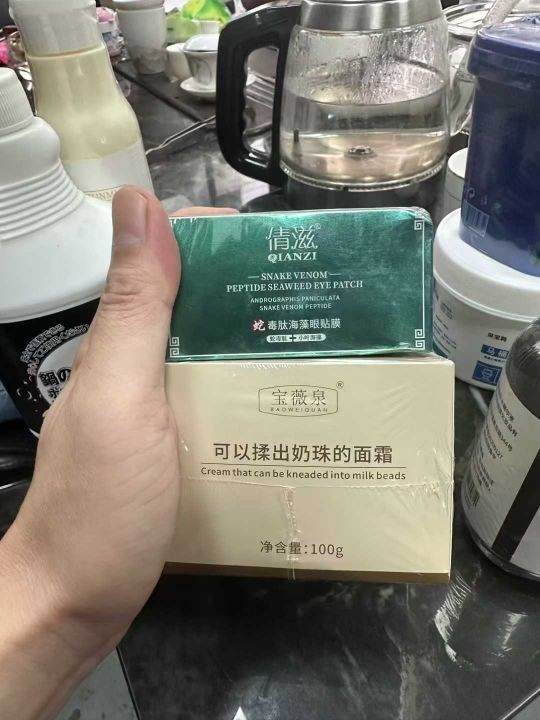 倩滋®
QIANZI
SNAKE VENOM
PEPTIDE SEAWEED EYE PATCH
ANDROGRAPHIS PANICULATA
SNAKE VENOM PEPTIDE
蛇毒肽海藻眼贴膜
宝薇泉®
BAOWEIQUAN
可以揉出奶珠的面霜
Cream that can be kneaded into milk beads
净含量:100g
鍋の